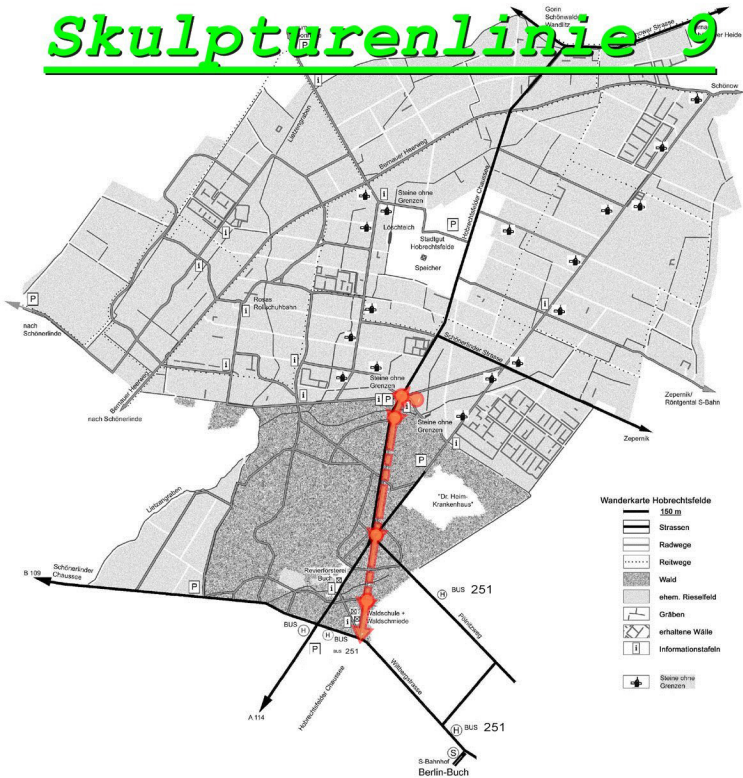 Skulpturenlinie 9
Gorin
Schönwalde
Wandlitz
Schönow
Lietzengraben
Bernauer Heerweg
Hobrechtsfelder Chaussee
P
i
Steine ohne
Grenzen
Löschteich
Stadtgut
Hobrechtsfelde
P
Speicher
i
P
nach
Schönerlinde
Rosas
Rollschuhbahn
i
i
Schönerlinder Strasse
Bernauer Heerweg
nach Schönerlinde
i
i
Steine ohne
Grenzen
i P
i
Steine ohne
Grenzen
i
Zepernik/
Röntgental S-Bahn
Zepernik
P
"Dr. Heim-
Krankenhaus"
Lietzengraben
Schönerlinder
Chaussee
B 109
P
Revierförsterei
Buch
i
Waldschule +
Waldschmiede
i
BUS
H
H BUS
P
BUS 251
H BUS 251
Pölnitzweg
Hobrechtsfelder Chaussee
A 114
Wiltbergstrasse
H BUS 251
S
S-Bahnhof
Berlin-Buch
Wanderkarte Hobrechtsfelde
150 m
Strassen
Radwege
Reitwege
Wald
ehem. Rieselfeld
Gräben
erhaltene Wälle
i Informationstafeln
Steine ohne
Grenzen